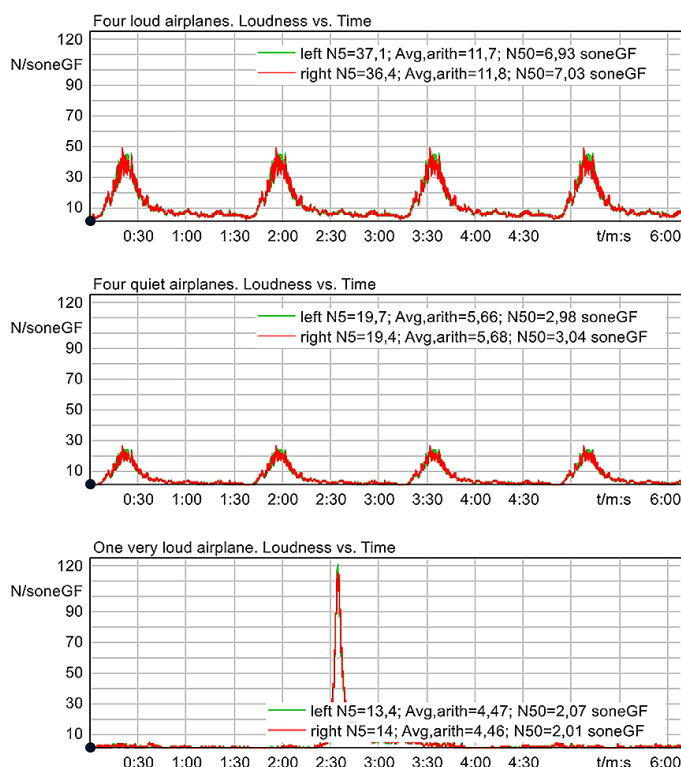 Four loud airplanes. Loudness vs. Time
120
N/soneGF
90
70
50
30
10
left N5=37,1; Avg,arith=11,7; N50=6,93 soneGF
right N5=36,4; Avg,arith=11,8; N50=7,03 soneGF
0:30 1:00 1:30 2:00 2:30 3:00 3:30 4:00 4:30 t/m:s 6:00
Four quiet airplanes. Loudness vs. Time
120
N/soneGF
90
70
50
30
10
left N5=19,7; Avg,arith=5,66; N50=2,98 soneGF
right N5=19,4; Avg,arith=5,68; N50=3,04 soneGF
0:30 1:00 1:30 2:00 2:30 3:00 3:30 4:00 4:30 t/m:s 6:00
One very loud airplane. Loudness vs. Time
120
N/soneGF
90
70
50
30
10
left N5=13,4; Avg,arith=4,47; N50=2,07 soneGF
right N5=14; Avg,arith=4,46; N50=2,01 soneGF
0:30 1:00 1:30 2:00 2:30 3:00 3:30 4:00 4:30 t/m:s 6:00